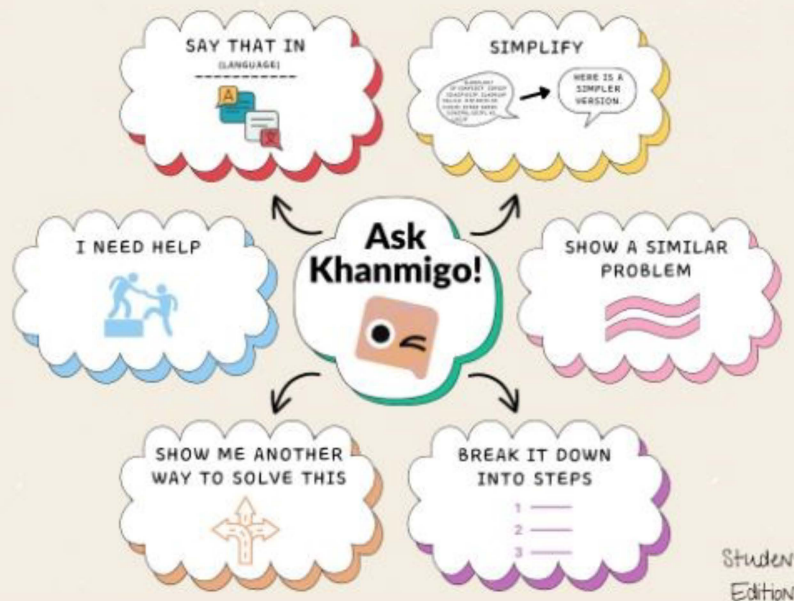 SAY THAT IN
(LANGUAGE)
SIMPLIFY
HERE IS A
SIMPLER
VERSION.
I NEED HELP
Ask
Khanmigo!
SHOW A SIMILAR
PROBLEM
SHOW ME ANOTHER
WAY TO SOLVE THIS
BREAK IT DOWN
INTO STEPS
1
2
3
A
Studen
Edition